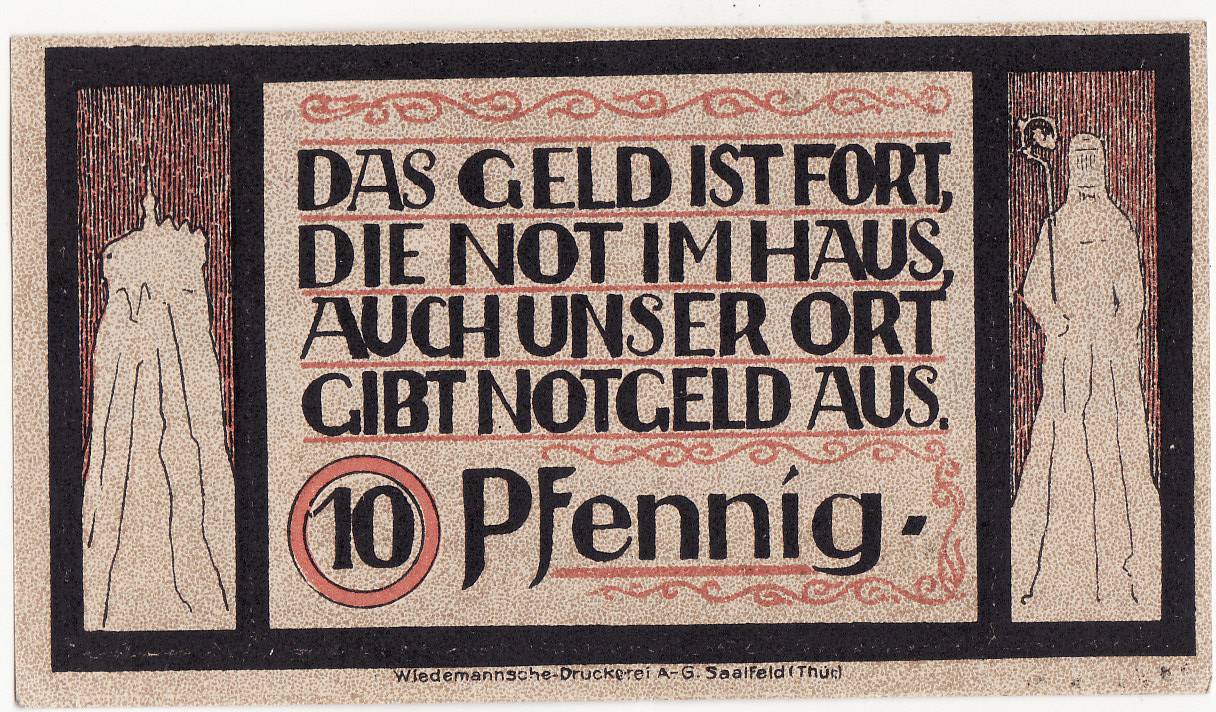 DAS GELD IST FORT,
DIE NOT IM HAUS,
AUCH UNSER ORT
GIBT NOTGELD AUS.
10 Pfennig
Wiedemannsche-Druckerei A-G. Saalfeld (Thür)